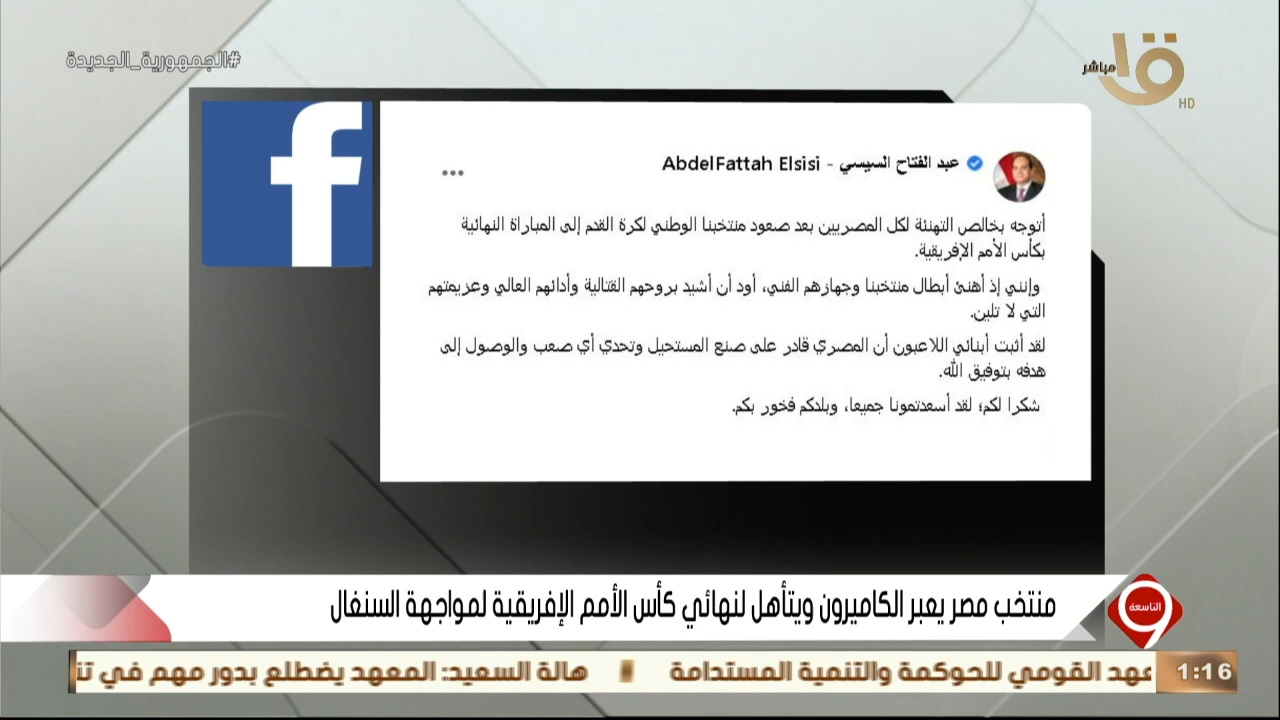 #الجمهورية_الجديدة
قا
مباشر
HD
عبد الفتاح السيسي - AbdelFattah Elsisi
أتوجه بخالص التهنئة لكل المصريين بعد صعود منتخبنا الوطني لكرة القدم إلى المباراة النهائية
بكأس الأمم الإفريقية.
وإنني إذ أهنئ أبطال منتخبنا وجهازهم الفني، أود أن أشيد بروحهم القتالية وأدائهم العالي وعزيمتهم
التي لا تلين.
لقد أثبت أبنائي اللاعبون أن المصري قادر على صنع المستحيل وتحدي أي صعب والوصول إلى
هدفه بتوفيق الله.
شكرا لكم؛ لقد أسعدتمونا جميعا، وبلدكم فخور بكم.
التاسعة
منتخب مصر يعبر الكاميرون ويتأهل لنهائي كأس الأمم الإفريقية لمواجهة السنغال
1:16 عهد القومي للحوكمة والتنمية المستدامة هالة السعيد: المعهد يضطلع بدور مهم في تن